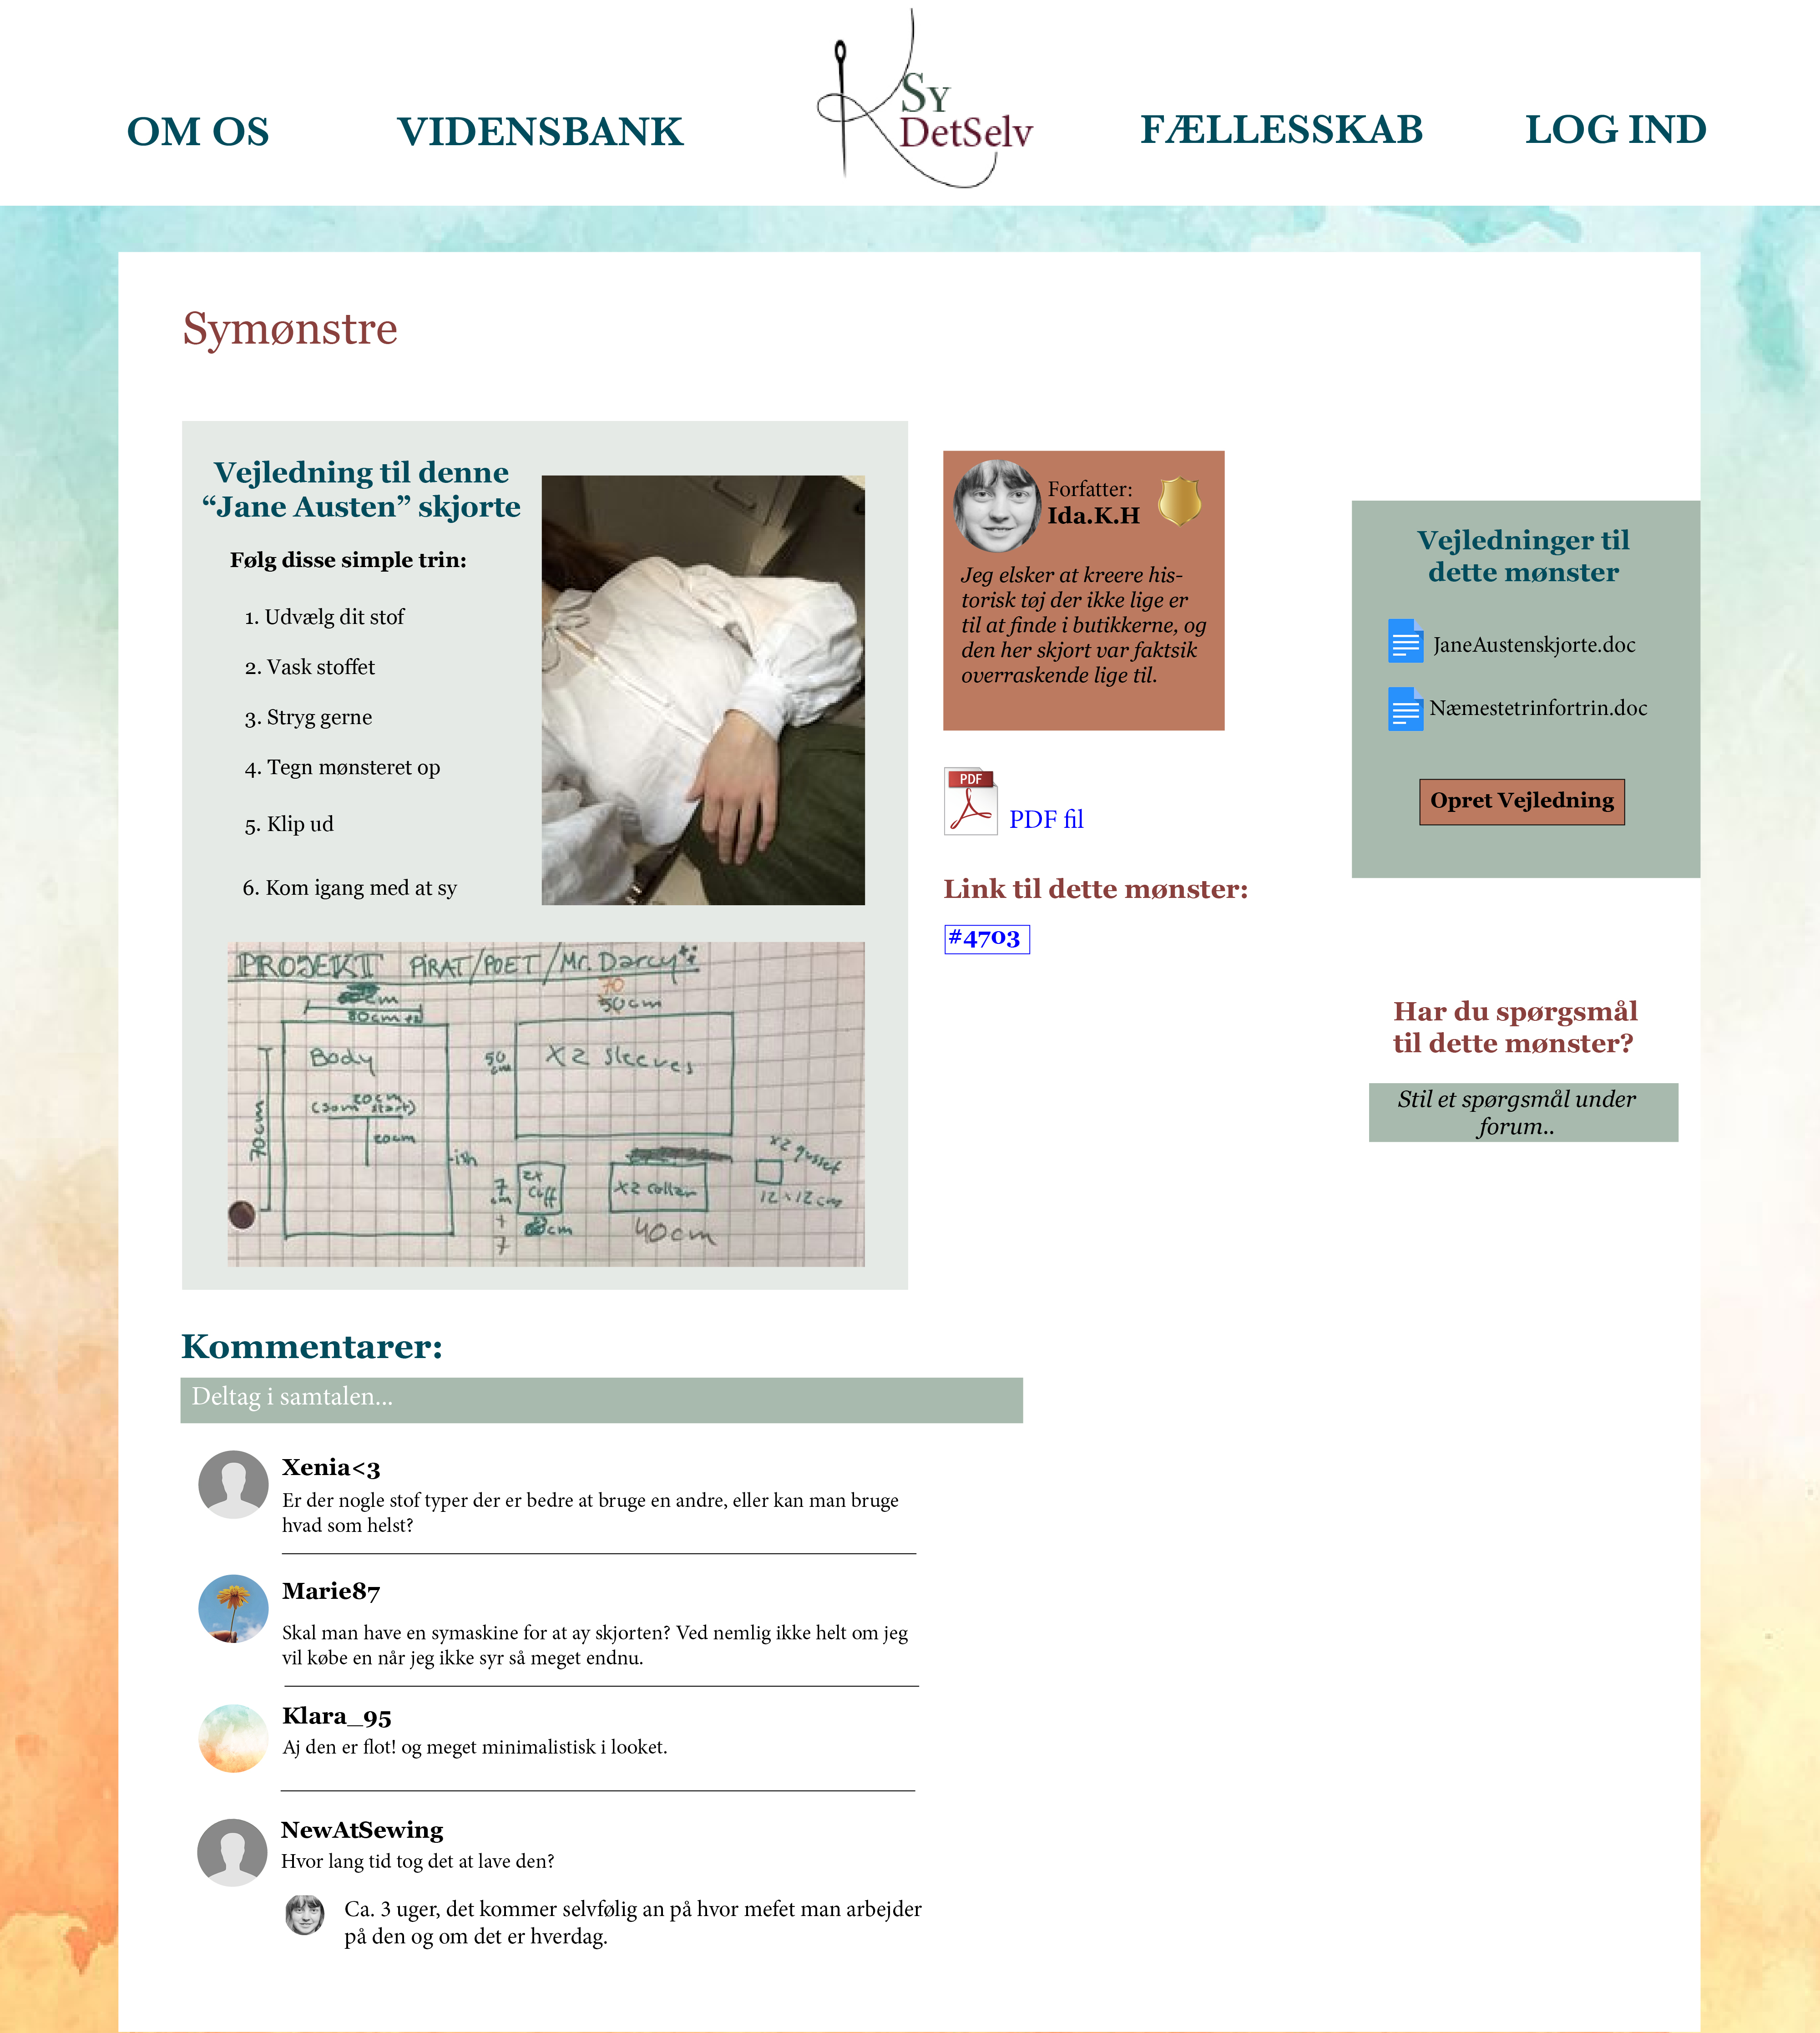 OM OS
VIDENSBANK
Sy
DetSelv
FÆLLESSKAB
LOG IND
Symønstre
Vejledning til denne
“Jane Austen” skjorte
Følg disse simple trin:
1. Udvælg dit stof
2. Vask stoffet
3. Stryg gerne
4. Tegn mønsteret op
5. Klip ud
6. Kom igang med at sy
PROJEKT PIRAT/POET/Mr. Darcy
80cm
Body
20cm
(som start)
20cm
70cm
-ish
70
50cm
50
cm
X2 sleeves
2x
Cuff
7
cm
+
7
cm
X2 collar
40cm
x2 gusset
12x12cm
Forfatter:
Ida.K.H
Jeg elsker at kreere his-
torisk tøj der ikke lige er
til at finde i butikkerne, og
den her skjort var faktsik
overraskende lige til.
PDF
PDF fil
Link til dette mønster:
#4703
Vejledninger til
dette mønster
JaneAustenskjorte.doc
Næmestetrinfortrin.doc
Opret Vejledning
Har du spørgsmål
til dette mønster?
Stil et spørgsmål under
forum..
Kommentarer:
Deltag i samtalen...
Xenia<3
Er der nogle stof typer der er bedre at bruge en andre, eller kan man bruge
hvad som helst?
Marie87
Skal man have en symaskine for at ay skjorten? Ved nemlig ikke helt om jeg
vil købe en når jeg ikke syr så meget endnu.
Klara_95
Aj den er flot! og meget minimalistisk i looket.
NewAtSewing
Hvor lang tid tog det at lave den?
Ca. 3 uger, det kommer selvfølig an på hvor mefet man arbejder
på den og om det er hverdag.